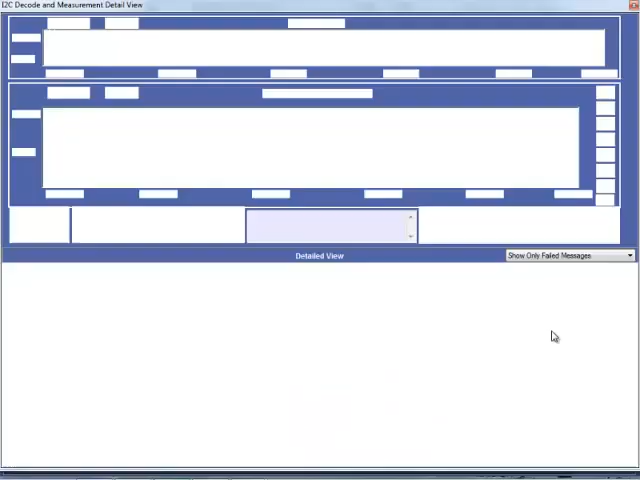 I2C Decode and Measurement Detail View
Detailed View
Show Only Failed Messages